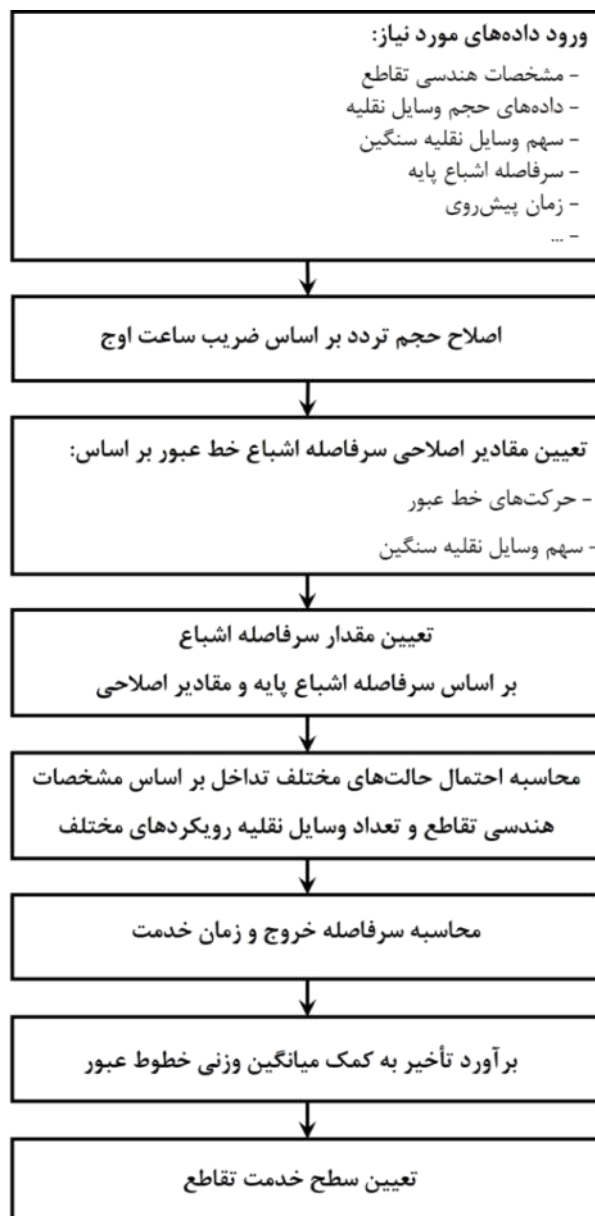 ورود داده‌های مورد نیاز:
- مشخصات هندسی تقاطع
- داده‌های حجم وسایل نقلیه
- سهم وسایل نقلیه سنگین
- سرفاصله اشباع پایه
- زمان پیش‌روی
- ...
اصلاح حجم تردد بر اساس ضریب ساعت اوج
تعیین مقادیر اصلاحی سرفاصله اشباع خط عبور بر اساس:
- حرکت‌های خط عبور
- سهم وسایل نقلیه سنگین
تعیین مقدار سرفاصله اشباع
بر اساس سرفاصله اشباع پایه و مقادیر اصلاحی
محاسبه احتمال حالت‌های مختلف تداخل بر اساس مشخصات
هندسی تقاطع و تعداد وسایل نقلیه رویکردهای مختلف
محاسبه سرفاصله خروج و زمان خدمت
برآورد تأخیر به کمک میانگین وزنی خطوط عبور
تعیین سطح خدمت تقاطع